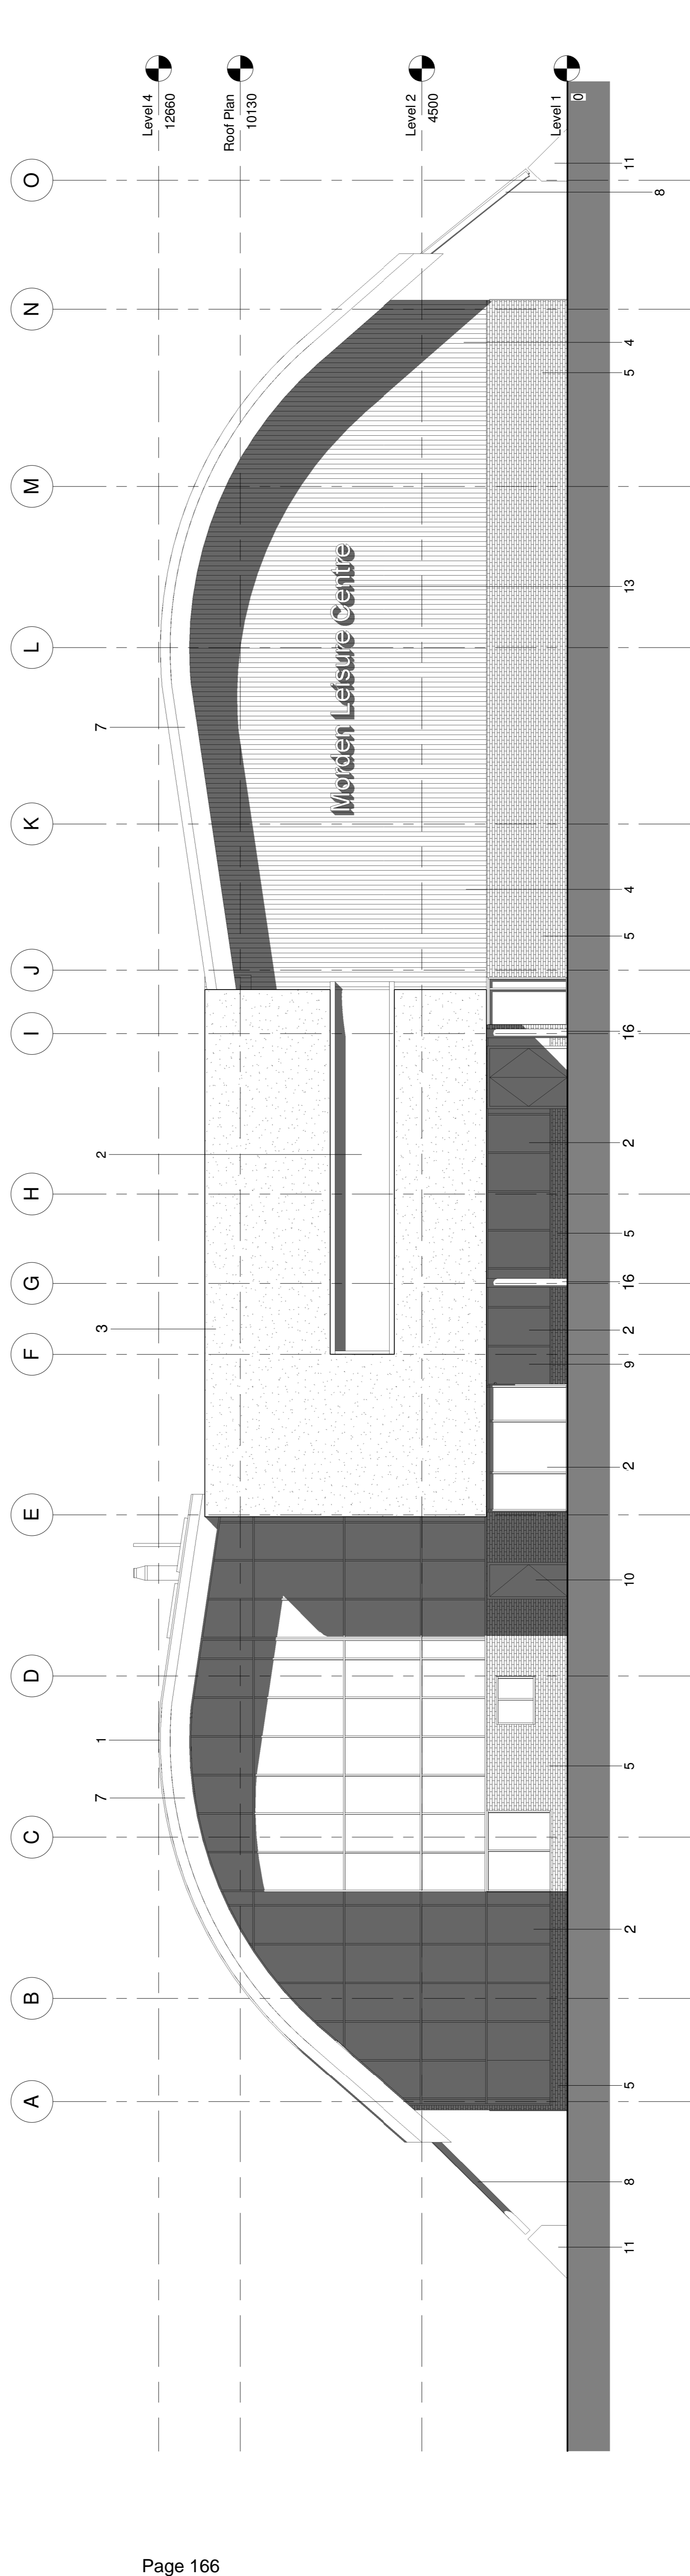 A
B
C
D
E
F
G
H
I
J
K
L
M
N
O
7
1
3
2
7
Level 4
12660
Roof Plan
10130
Level 2
4500
Level 1
0
Morden Leisure Centre
11
8
5
2
5
10
2
9
2
16
5
2
16
5
4
13
5
4
8
11
Page 166